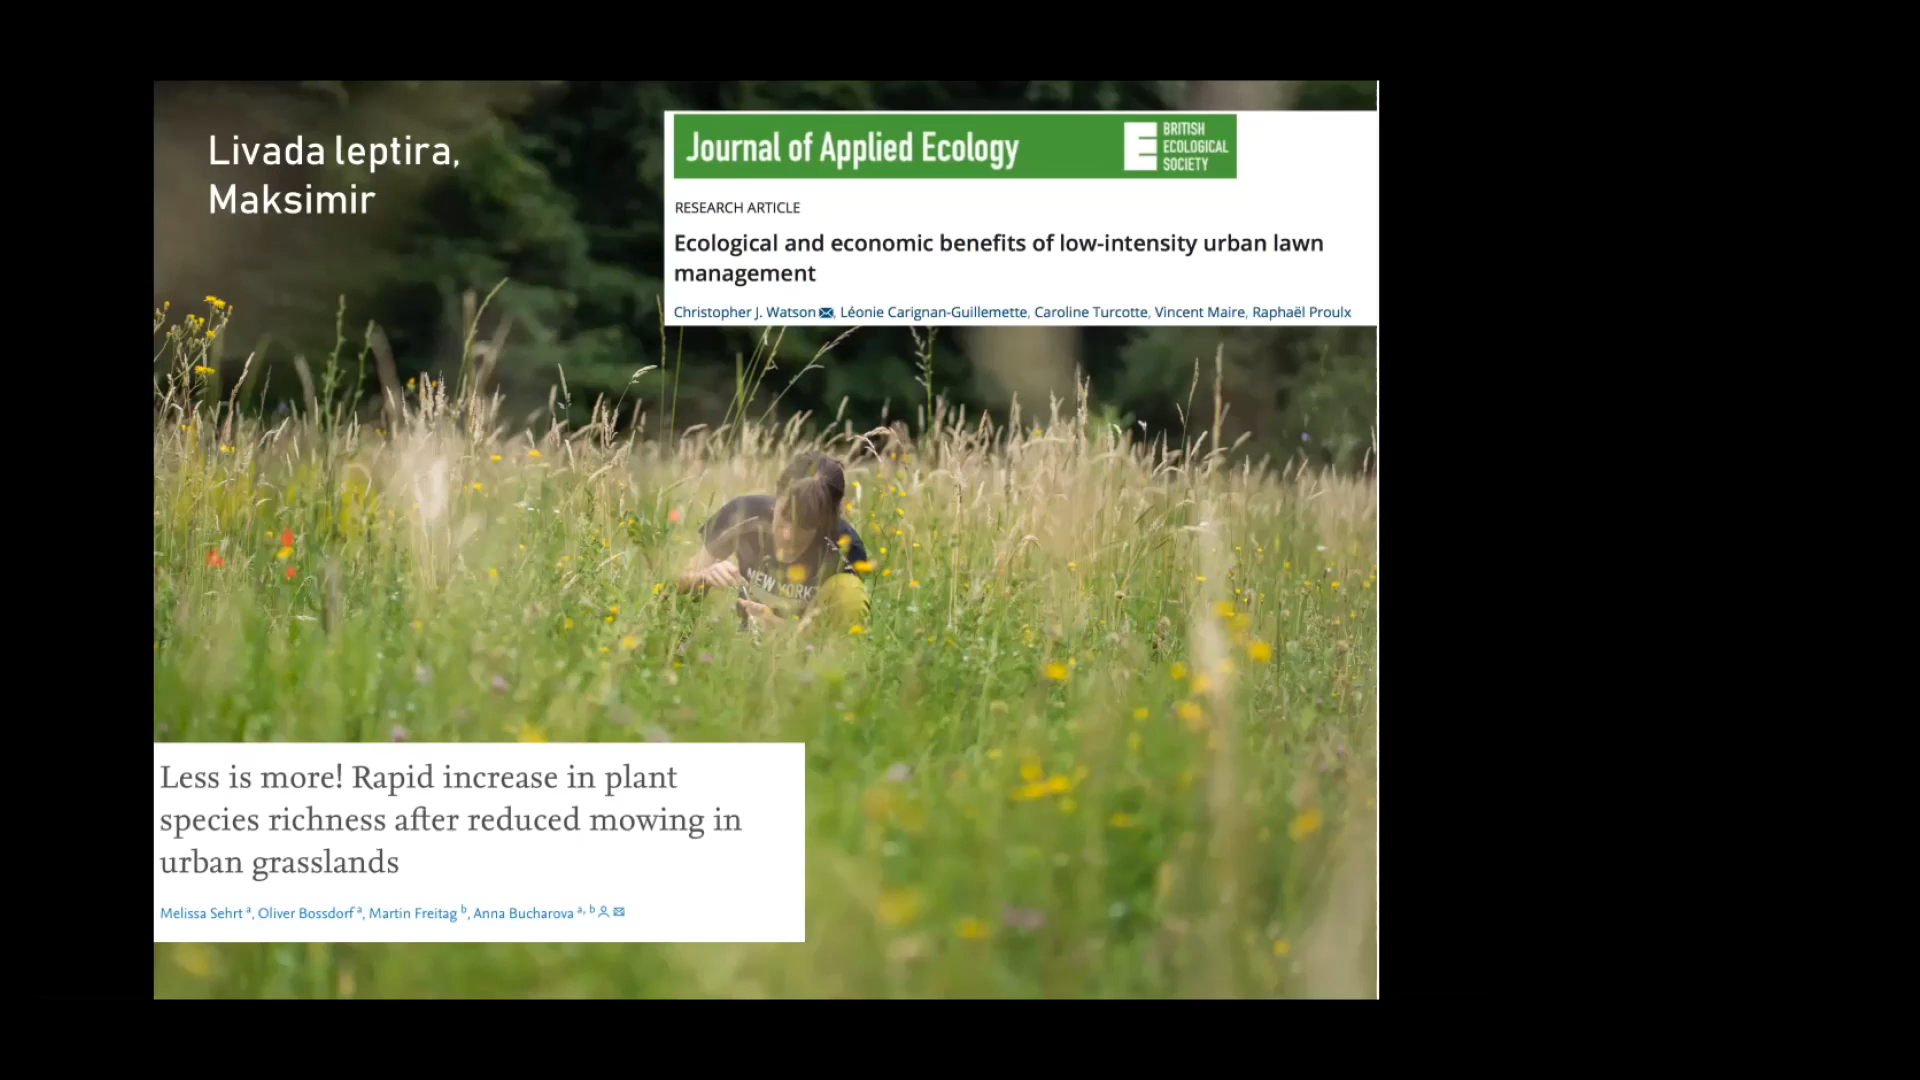 Livada leptira,
Maksimir
Journal of Applied Ecology
BRITISH
ECOLOGICAL
SOCIETY
RESEARCH ARTICLE
Ecological and economic benefits of low-intensity urban lawn
management
Christopher J. Watson, Léonie Carignan-Guillemette, Caroline Turcotte, Vincent Maire, Raphaël Proulx
NEW YORK
Less is more! Rapid increase in plant
species richness after reduced mowing in
urban grasslands
Melissa Sehrt a, Oliver Bossdorf a, Martin Freitag b, Anna Bucharova a, b